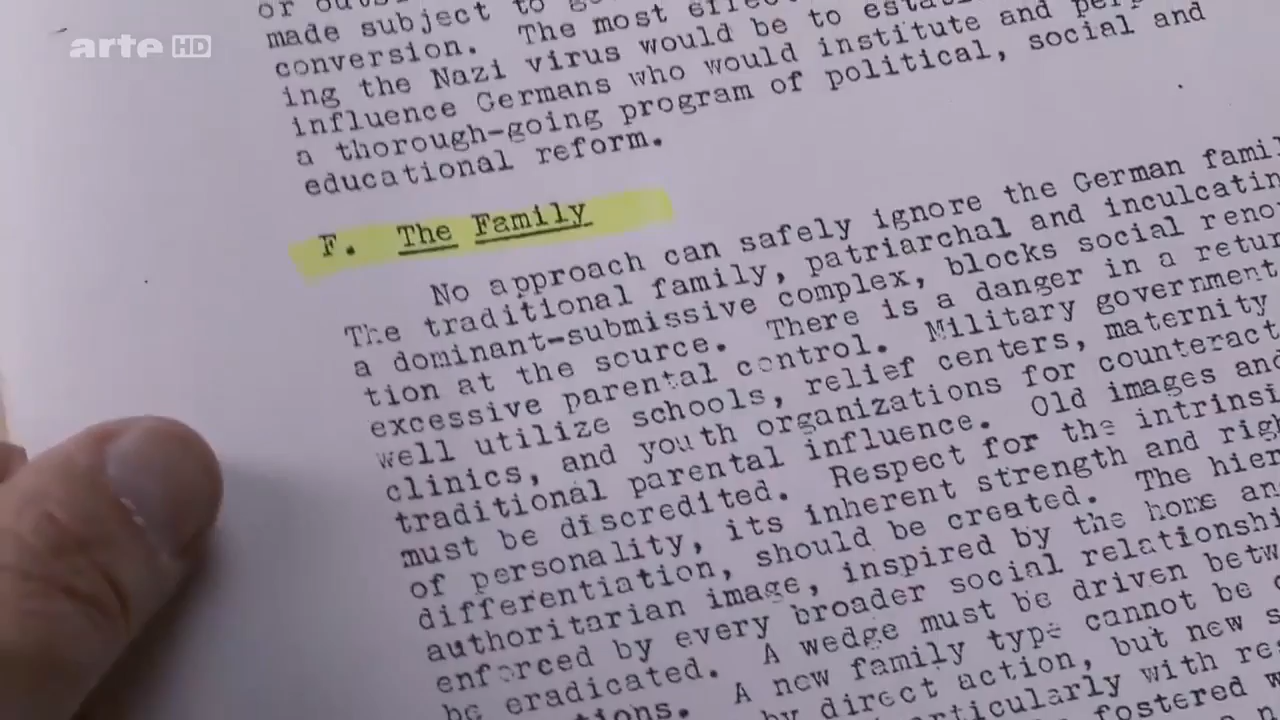 arte HD
made subject to
conversion. The most
ing the Nazi virus would be to
influence Germans who would institute and
a thorough-going program of political, social and
educational reform.
F. The Family
No approach can safely ignore the German
The traditional family, patriarchal and
a dominant-submissive complex, blocks social
tion at the source. There is a danger in a
excessive parental control. Military government
well utilize schools, relief centers, maternity
clinics, and youth organizations for
traditional parental influence. Old images
must be discredited. Respect for the
of personality, its inherent strength and
differentiation, should be created. The
authoritarian image, inspired by the home
enforced by every broader social
be eradicated. A wedge must be driven
A new family type cannot be
by direct action, but new
with
fostered